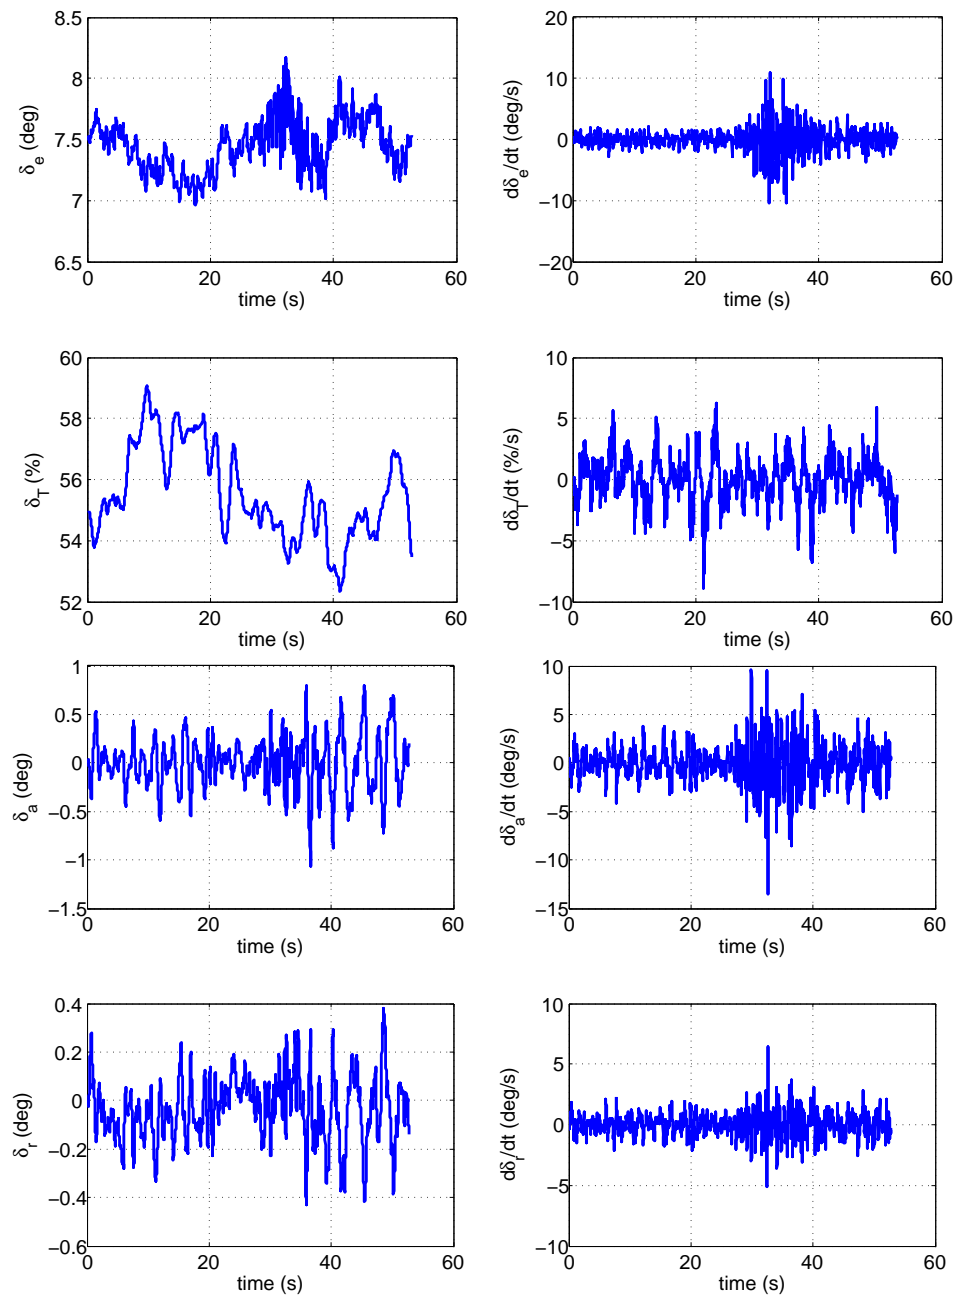 8.5
8
7.5
7
6.5
0 20 40 60
time (s)
δe (deg)
20
10
0
−10
−20
0 20 40 60
time (s)
dδe/dt (deg/s)
60
58
56
54
52
0 20 40 60
time (s)
δT (%)
10
5
0
−5
−10
0 20 40 60
time (s)
dδT/dt (%/s)
1
0.5
0
−0.5
−1
−1.5
0 20 40 60
time (s)
δa (deg)
10
5
0
−5
−10
−15
0 20 40 60
time (s)
dδa/dt (deg/s)
0.4
0.2
0
−0.2
−0.4
−0.6
0 20 40 60
time (s)
δr (deg)
10
5
0
−5
−10
0 20 40 60
time (s)
dδr/dt (deg/s)